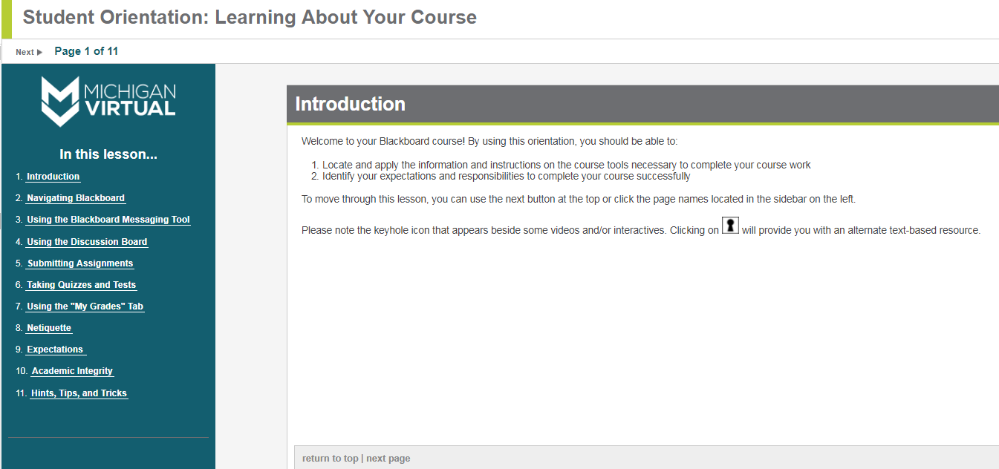 Student Orientation: Learning About Your Course
Next ▶ Page 1 of 11
MICHIGAN
VIRTUAL
In this lesson...
1. Introduction
2. Navigating Blackboard
3. Using the Blackboard Messaging Tool
4. Using the Discussion Board
5. Submitting Assignments
6. Taking Quizzes and Tests
7. Using the "My Grades" Tab
8. Netiquette
9. Expectations
10. Academic Integrity
11. Hints, Tips, and Tricks
Introduction
Welcome to your Blackboard course! By using this orientation, you should be able to:
1. Locate and apply the information and instructions on the course tools necessary to complete your course work
2. Identify your expectations and responsibilities to complete your course successfully
To move through this lesson, you can use the next button at the top or click the page names located in the sidebar on the left.
Please note the keyhole icon that appears beside some videos and/or interactives. Clicking on will provide you with an alternate text-based resource.
return to top | next page